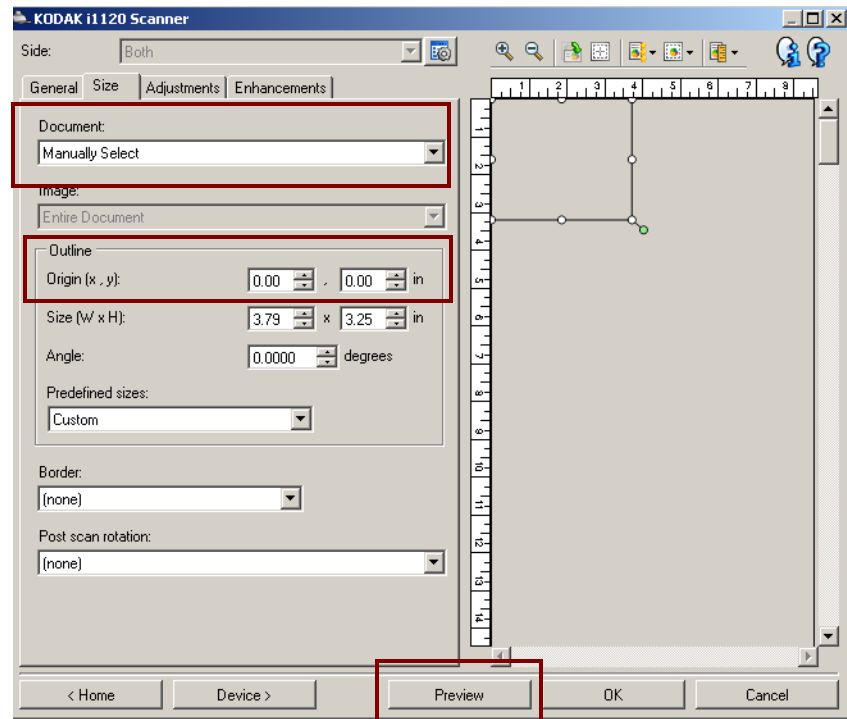 KODAK i1120 Scanner
Side: Both
General Size Adjustments Enhancements
Document:
Manually Select
Image:
Entire Document
Outline
Origin (x , y): 0.00 , 0.00 in
Size (W x H): 3.79 x 3.25 in
Angle: 0.0000 degrees
Predefined sizes:
Custom
Border:
(none)
Post scan rotation:
(none)
1 2 3 4 5 6 7 8
1
2
3
4
5
6
7
8
9
10
11
12
13
14
< Home Device > Preview OK Cancel